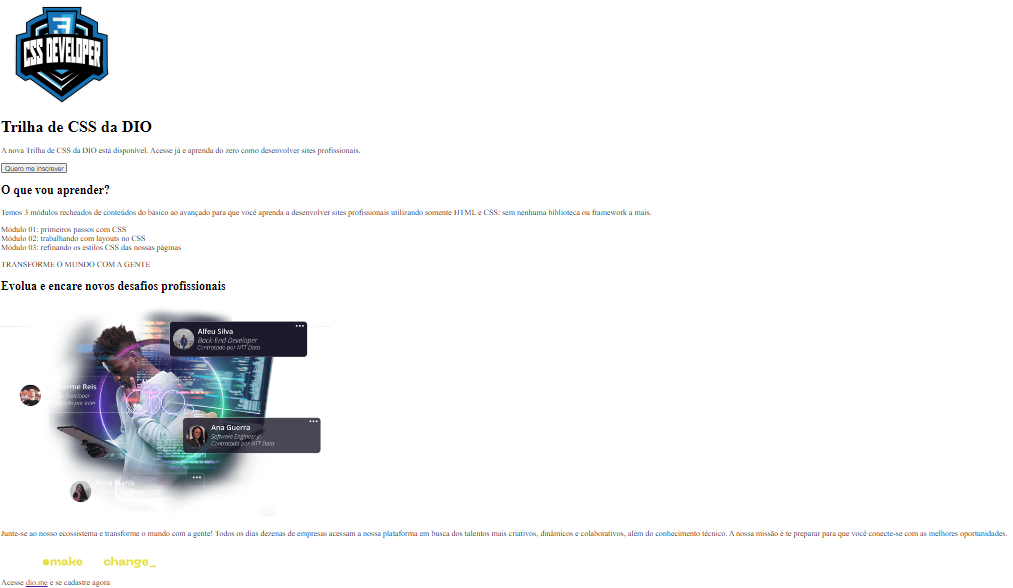 CSS DEVELOPER
Trilha de CSS da DIO
A nova Trilha de CSS da DIO está disponível. Acesse já e aprenda do zero como desenvolver sites profissionais.
Quero me inscrever
O que vou aprender?
Temos 3 módulos recheados de conteúdos do básico ao avançado para que você aprenda a desenvolver sites profissionais utilizando somente HTML e CSS: sem nenhuma biblioteca ou framework a mais.
Módulo 01: primeiros passos com CSS
Módulo 02: trabalhando com layouts no CSS
Módulo 03: refinando os estilos CSS das nossas páginas
TRANSFORME O MUNDO COM A GENTE
Evolua e encare novos desafios profissionais
Alfeu Silva
Back-End Developer
Contratado por NTT Data
Reis
Developer
Ana Guerra
Software Engineer
Contratada por NTT Data
Maria
Junte-se ao nosso ecossistema e transforme o mundo com a gente! Todos os dias dezenas de empresas acessam a nossa plataforma em busca dos talentos mais criativos, dinâmicos e colaborativos, além do conhecimento técnico. A nossa missão é te preparar para que você conecte-se com as melhores oportunidades.
make change_
Acesse dio.me e se cadastre agora